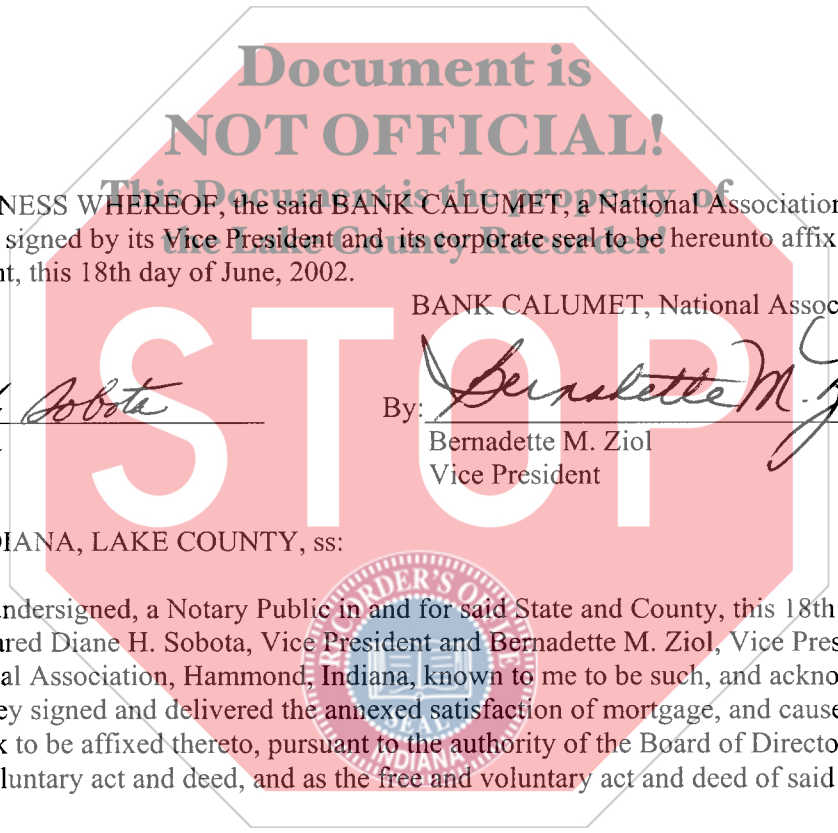 Document is
NOT OFFICIAL!
This Document is the property of
the Lake County Recorder!
NESS WHEREOF, the said BANK CALUMET, a National Association
signed by its Vice President and its corporate seal to be hereunto affix
nt, this 18th day of June, 2002.
BANK CALUMET, National Assoc
STOP
Sobota
By: Bernadette M.
Bernadette M. Ziol
Vice President
DIANA, LAKE COUNTY, ss:
ndersigned, a Notary Public in and for said State and County, this 18th
ared Diane H. Sobota, Vice President and Bernadette M. Ziol, Vice Pres
al Association, Hammond, Indiana, known to me to be such, and ackno
ey signed and delivered the annexed satisfaction of mortgage, and cause
k to be affixed thereto, pursuant to the authority of the Board of Directo
luntary act and deed, and as the free and voluntary act and deed of said
RECORDER'S OFFICE
SEAL
INDIANA